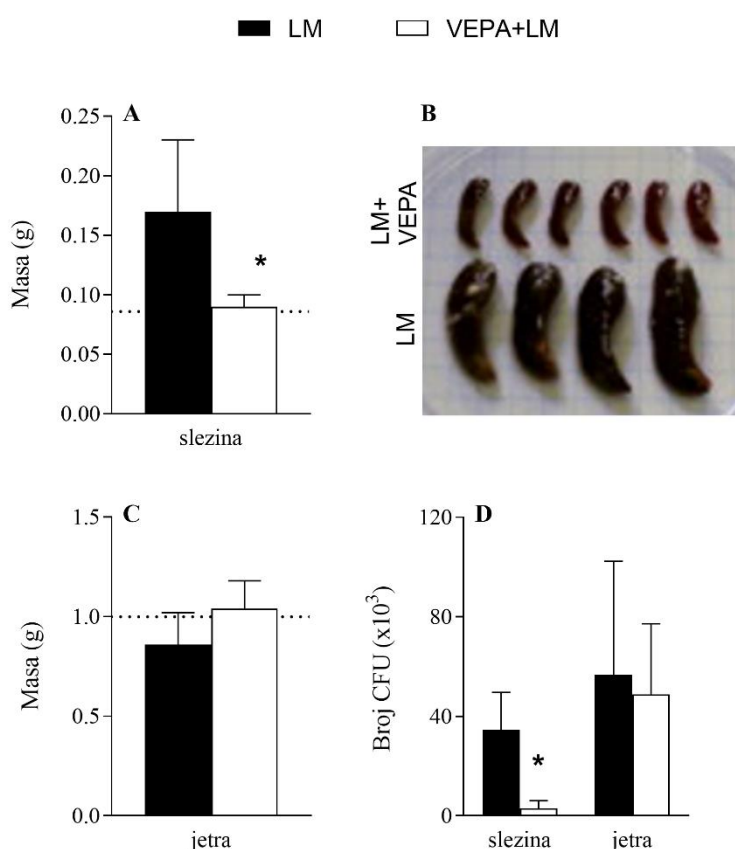 LM VEPA+LM
A
Masa (g)
0.25
0.20
0.15
0.10
0.05
0.00
*
slezina
B
LM+
VEPA
LM
C
Masa (g)
1.5
1.0
0.5
0.0
jetra
D
Broj CFU (x10³)
120
80
40
0
*
slezina jetra